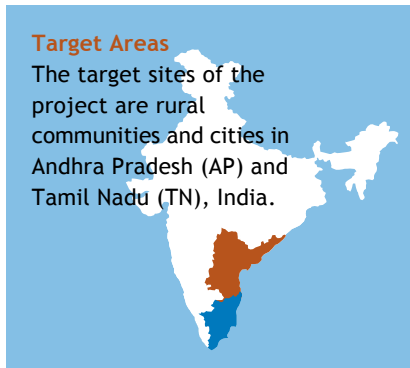 Target Areas
The target sites of the
project are rural
communities and cities in
Andhra Pradesh (AP) and
Tamil Nadu (TN), India.